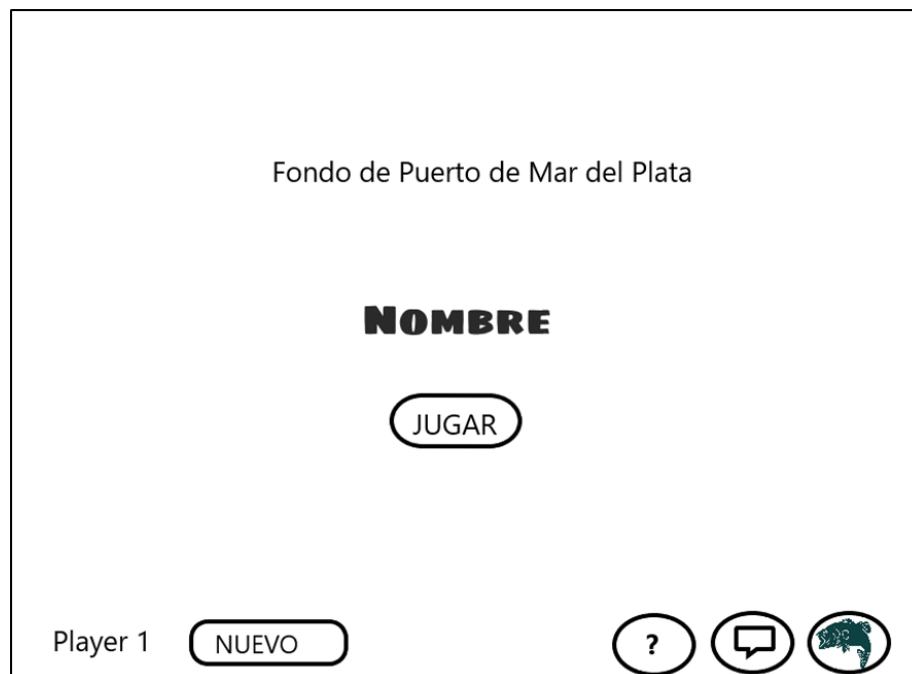 Fondo de Puerto de Mar del Plata
NOMBRE
JUGAR
Player 1
NUEVO
?